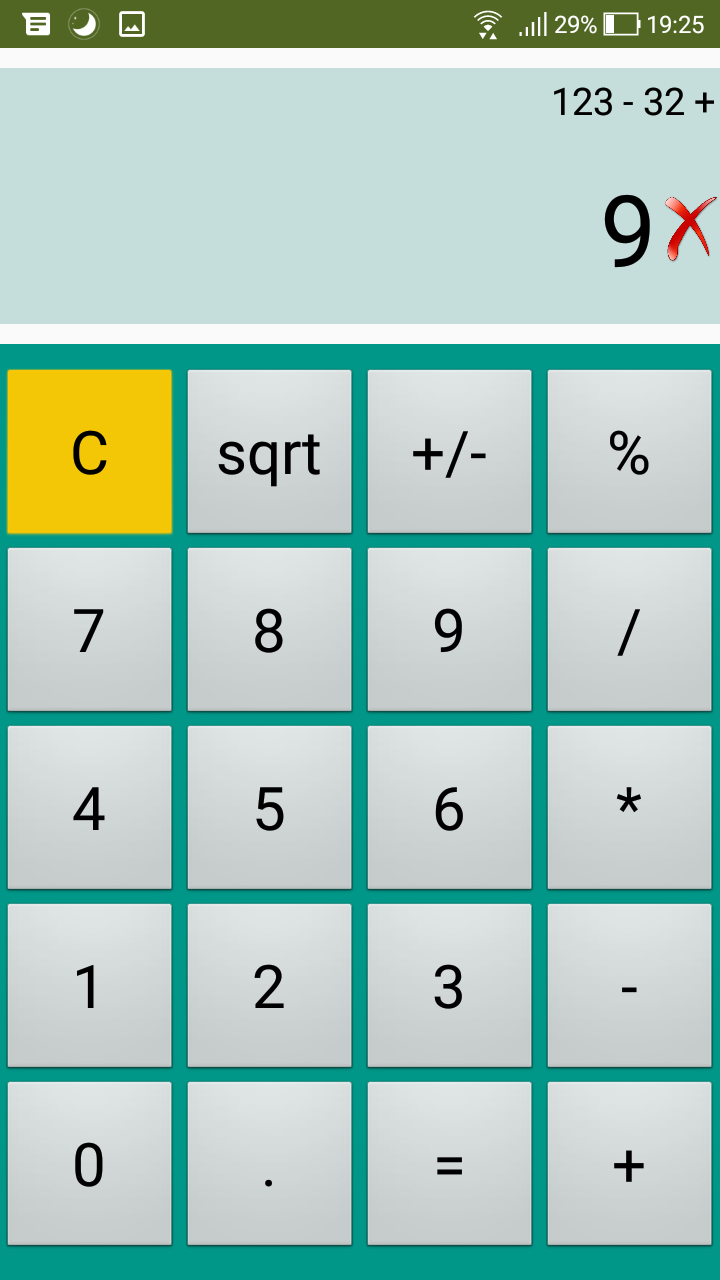 29% 19:25
123 - 32 +
9
C sqrt +/- %
7 8 9 /
4 5 6 *
1 2 3 -
0 . = +